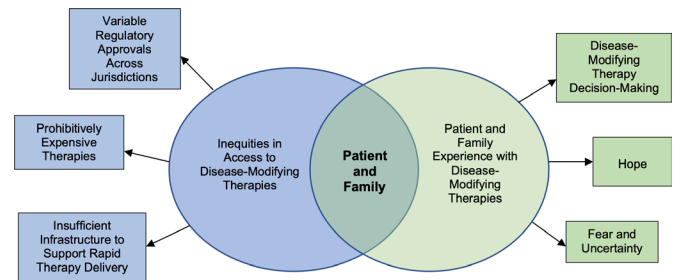 Variable
Regulatory
Approvals
Across
Jurisdictions
Prohibitively
Expensive
Therapies
Insufficient
Infrastructure to
Support Rapid
Therapy Delivery
Inequities in
Access to
Disease-Modifying
Therapies
Patient
and
Family
Patient and
Family
Experience with
Disease-
Modifying
Therapies
Disease-
Modifying
Therapy
Decision-Making
Hope
Fear and
Uncertainty